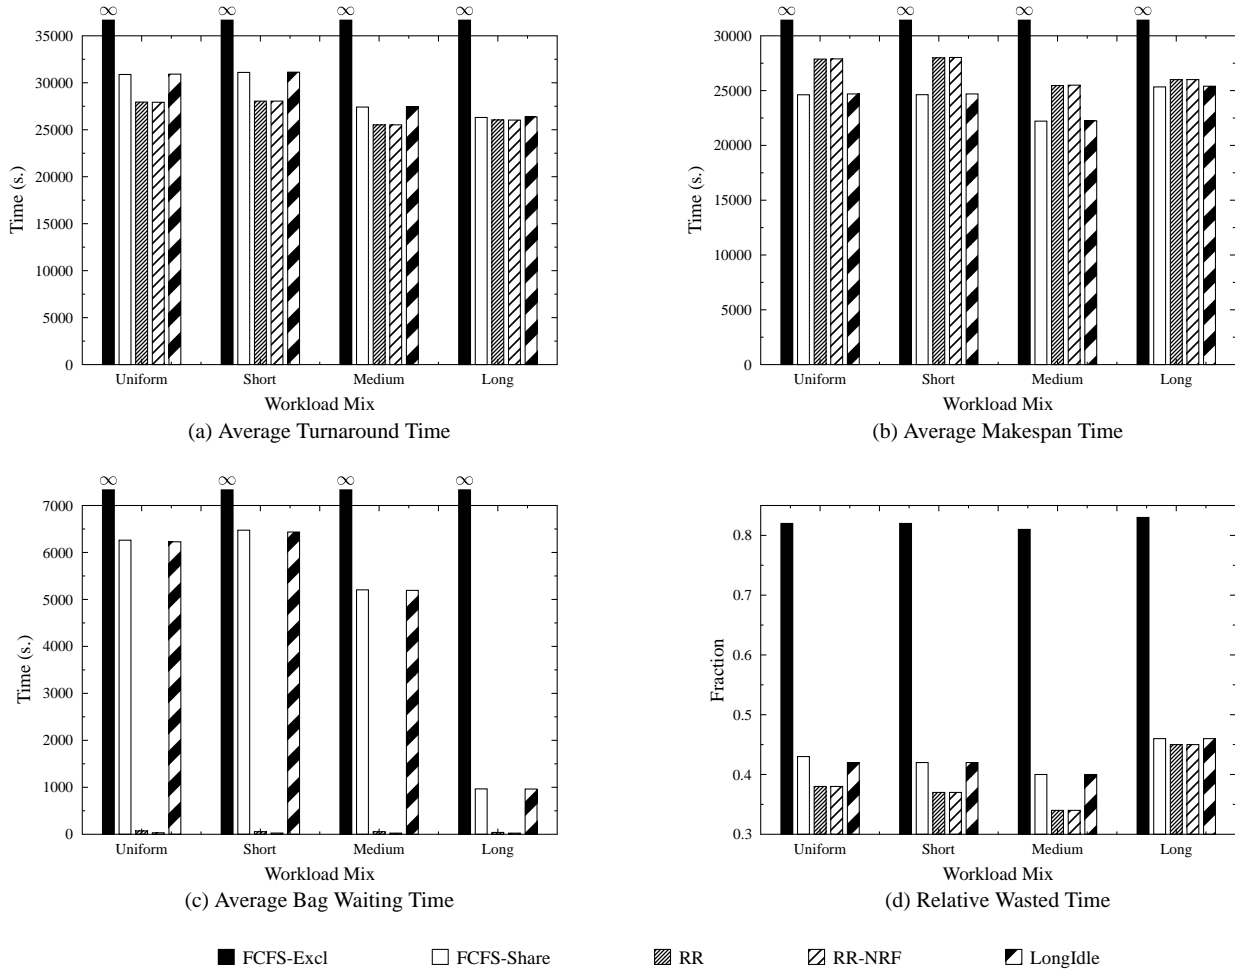 ∞ ∞ ∞ ∞
35000
30000
25000
20000
15000
10000
5000
0
Time (s.)
Uniform Short Medium Long
Workload Mix
(a) Average Turnaround Time
∞ ∞ ∞ ∞
30000
25000
20000
15000
10000
5000
0
Time (s.)
Uniform Short Medium Long
Workload Mix
(b) Average Makespan Time
∞ ∞ ∞ ∞
7000
6000
5000
4000
3000
2000
1000
0
Time (s.)
Uniform Short Medium Long
Workload Mix
(c) Average Bag Waiting Time
0.8
0.7
0.6
0.5
0.4
0.3
Fraction
Uniform Short Medium Long
Workload Mix
(d) Relative Wasted Time
FCFS-Excl FCFS-Share RR RR-NRF LongIdle